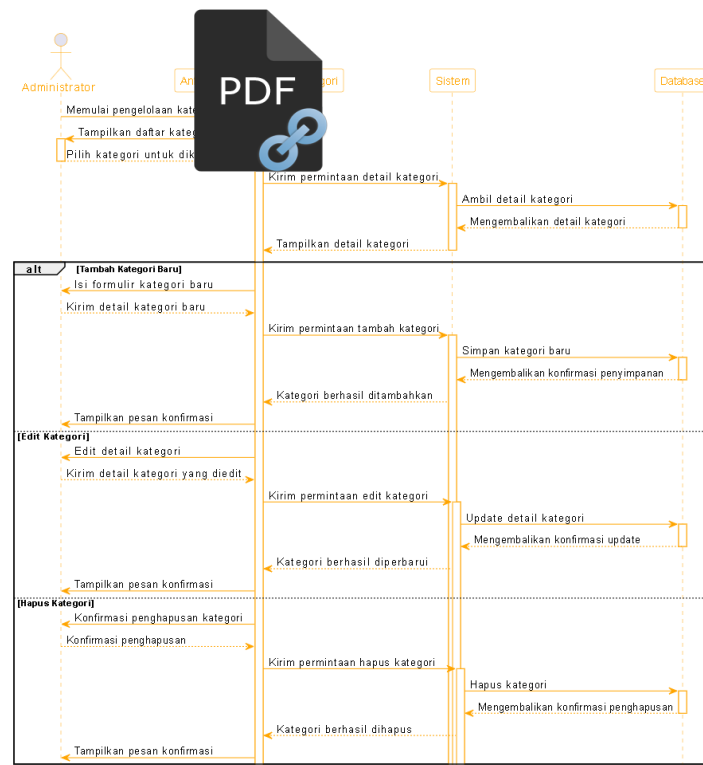 PDF
Administrator
Sistem
Database
Memulai pengelolaan
Tampilkan daftar
Pilih kategori untuk
Kirim permintaan detail kategori
Ambil detail kategori
Mengembalikan detail kategori
Tampilkan detail kategori
alt [Tambah Kategori Baru]
Isi formulir kategori baru
Kirim detail kategori baru
Kirim permintaan tambah kategori
Simpan kategori baru
Mengembalikan konfirmasi penyimpanan
Kategori berhasil ditambahkan
Tampilkan pesan konfirmasi
[Edit Kategori]
Edit detail kategori
Kirim detail kategori yang diedit
Kirim permintaan edit kategori
Update detail kategori
Mengembalikan konfirmasi update
Kategori berhasil diperbarui
Tampilkan pesan konfirmasi
[Hapus Kategori]
Konfirmasi penghapusan kategori
Konfirmasi penghapusan
Kirim permintaan hapus kategori
Hapus kategori
Mengembalikan konfirmasi penghapusan
Kategori berhasil dihapus
Tampilkan pesan konfirmasi